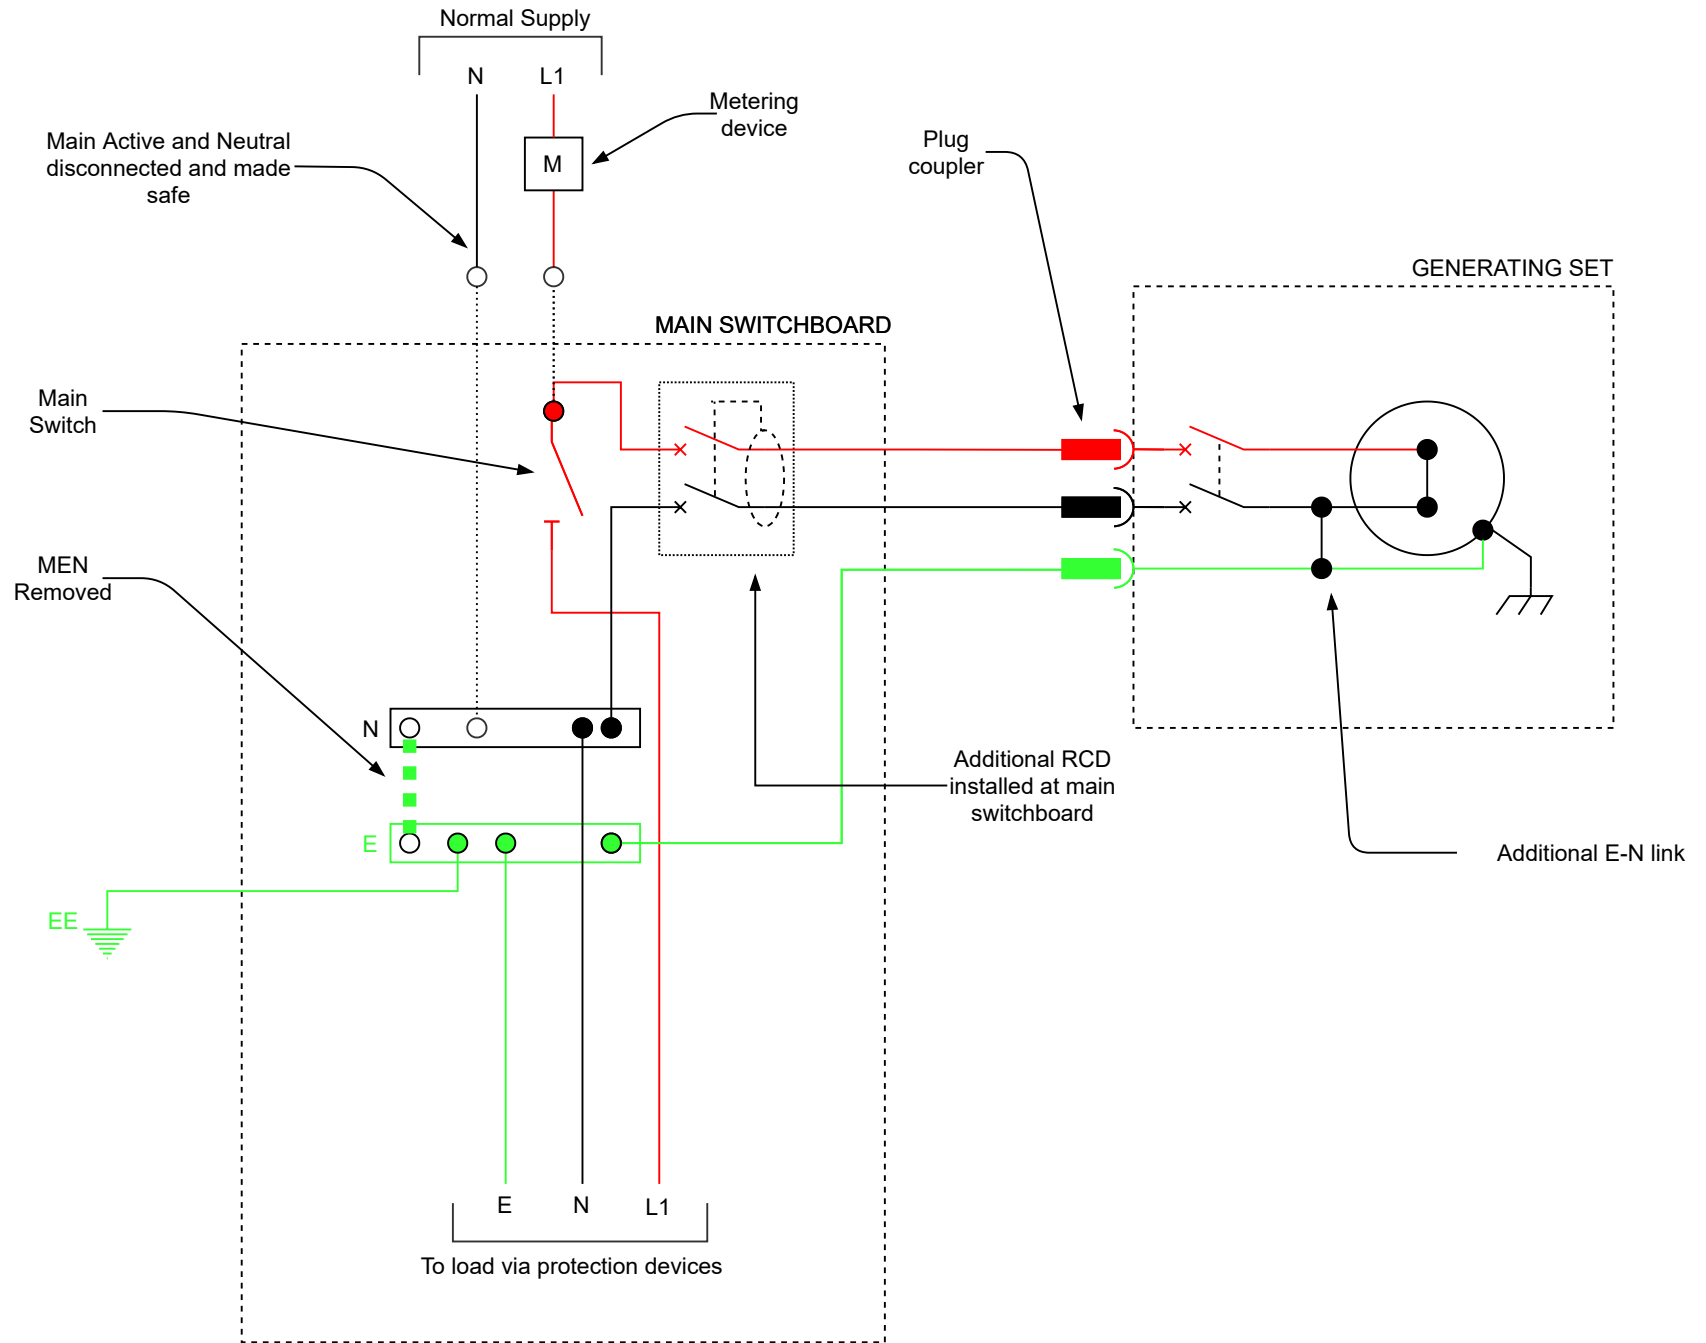 Normal Supply
N
L1
Metering
device
M
Main Active and Neutral
disconnected and made
safe
Plug
coupler
GENERATING SET
MAIN SWITCHBOARD
Main
Switch
MEN
Removed
N
Additional RCD
installed at main
switchboard
E
Additional E-N link
EE
E
N
L1
To load via protection devices